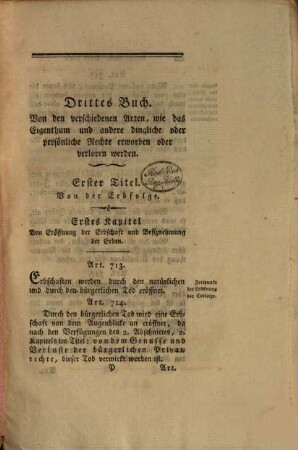 Drittes Buch.
Von den verschiedenen Arten, wie das
Eigenthum und andere dingliche oder
persönliche Rechte erworben oder
verloren werden.
Erster Titel.
Von der Erbfolge.
Erstes Kapitel
Von Eröffnung der Erbschaft und Besiznehmung
der Erben.
Art. 713.
Erbschaften werden durch den natürlichen
und durch den bürgerlichen Tod eröffnet.
Zeitpunkt
der Eröffnung
der Erbfolge.
Art. 714.
Durch den bürgerlichen Tod wird eine Erb-
schaft von dem Augenblicke an eröffnet, da
nach den Verfügungen des 2. Abschnittes, 2.
Kapitels im Titel: von dem Genusse und
Verluste der bürgerlichen Privat-
rechte, dieser Tod verwirkt worden ist.
P Art.